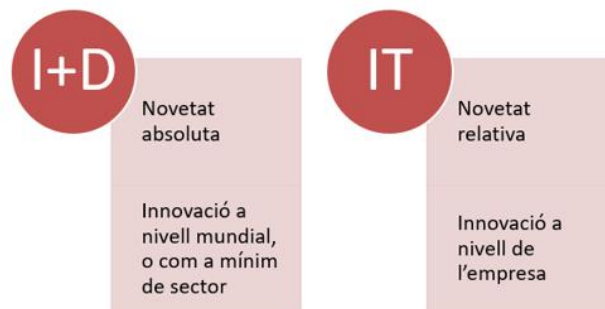 I+D
Novetat
absoluta
Innovació a
nivell mundial,
o com a mínim
de sector
IT
Novetat
relativa
Innovació a
nivell de
l'empresa